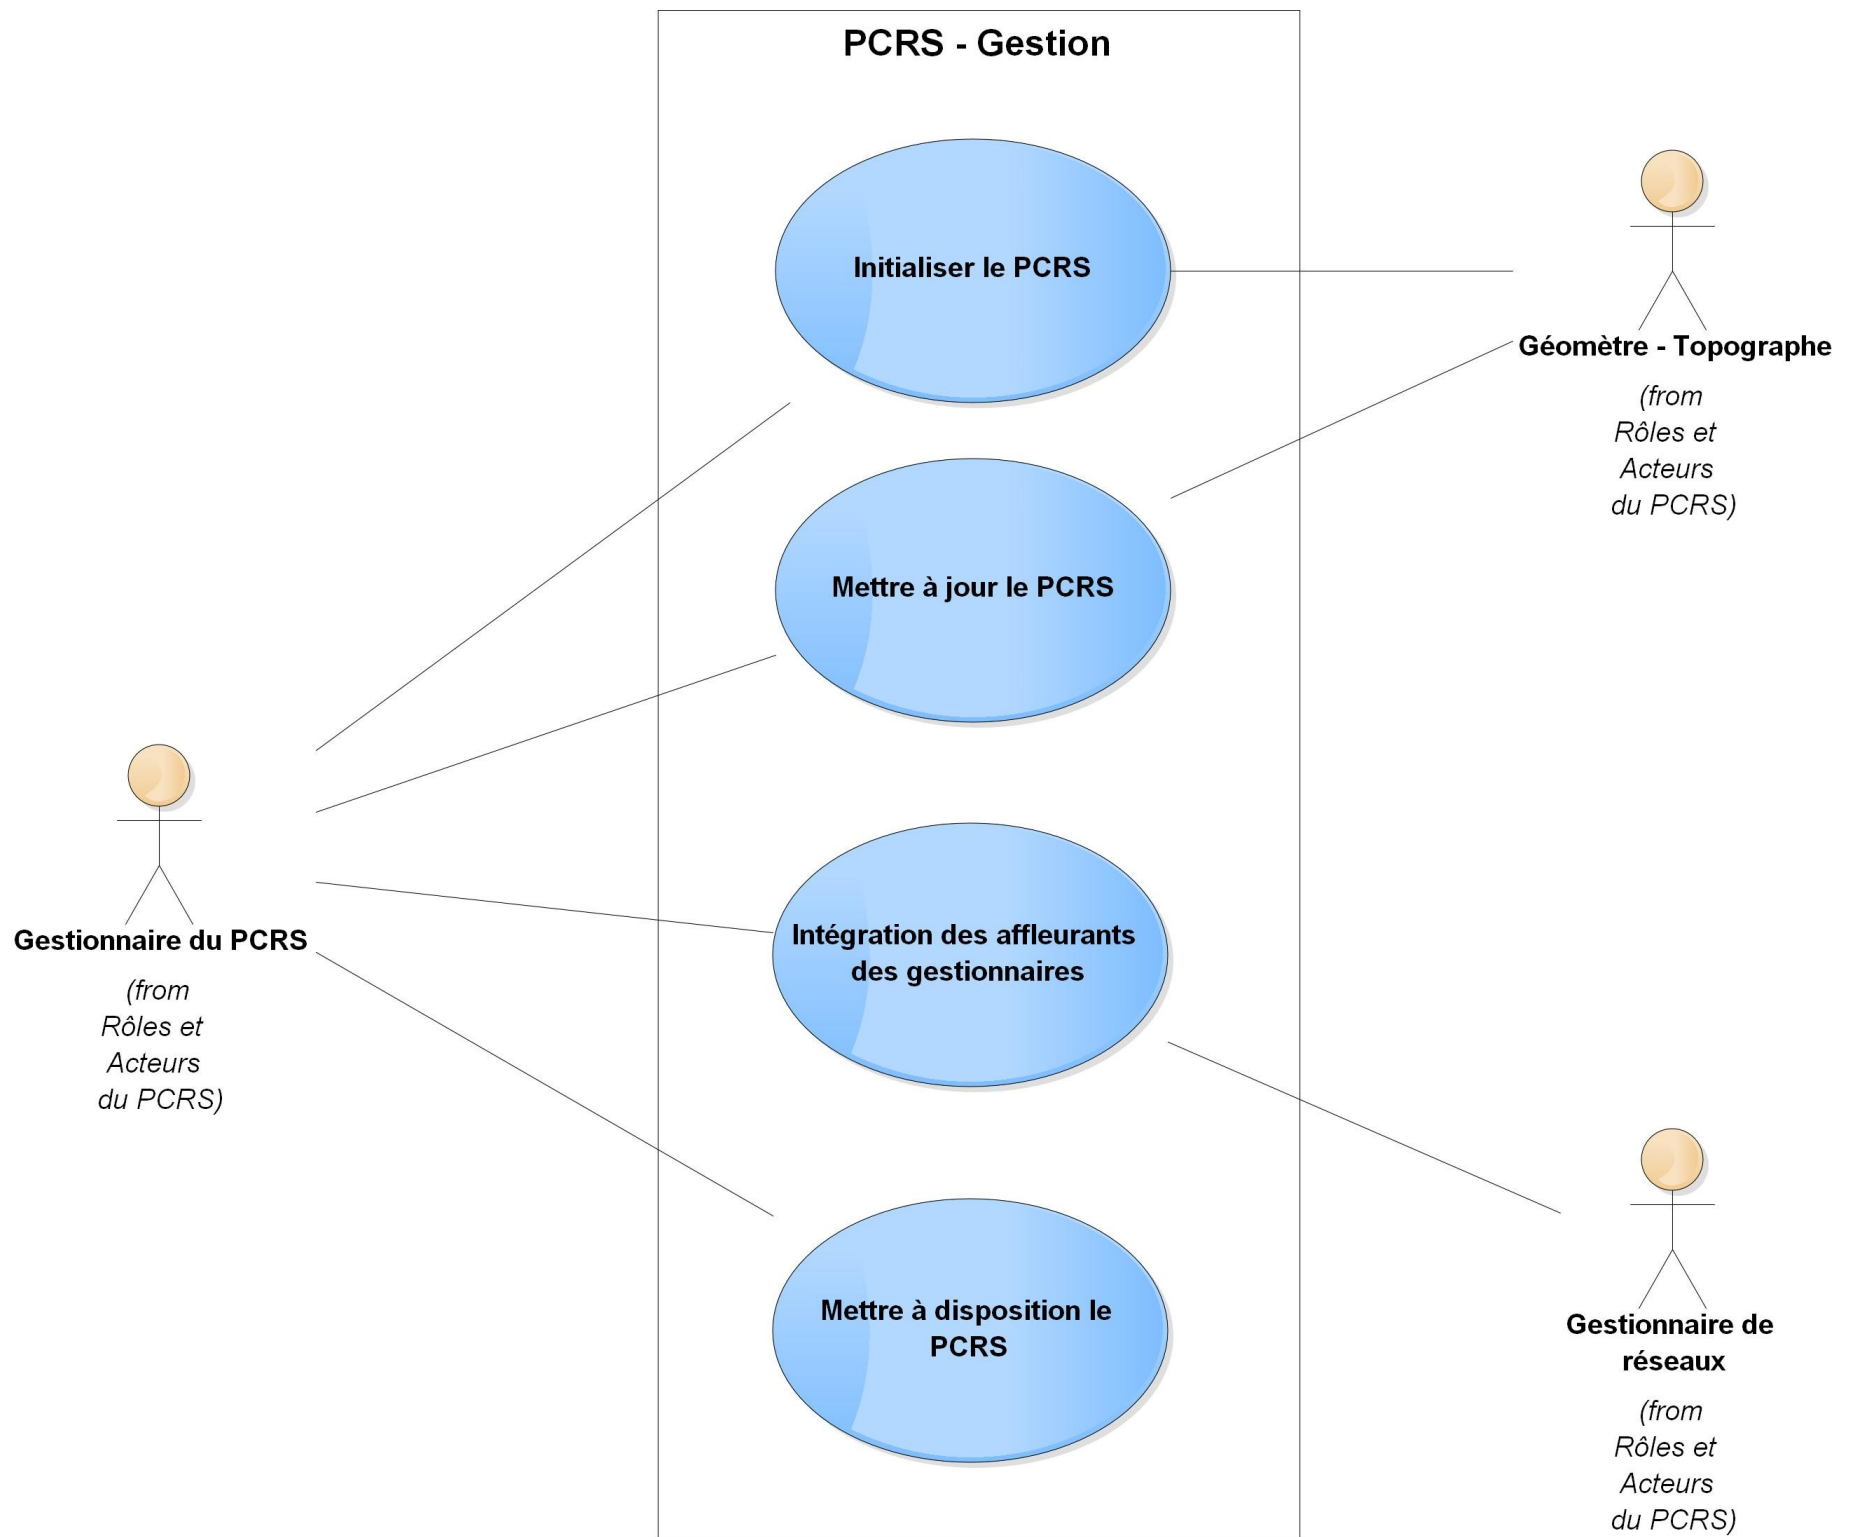 PCRS - Gestion
Initialiser le PCRS
Géomètre - Topographe
(from
Rôles et
Acteurs
du PCRS)
Mettre à jour le PCRS
Gestionnaire du PCRS
(from
Rôles et
Acteurs
du PCRS)
Intégration des affleurants
des gestionnaires
Mettre à disposition le
PCRS
Gestionnaire de
réseaux
(from
Rôles et
Acteurs
du PCRS)